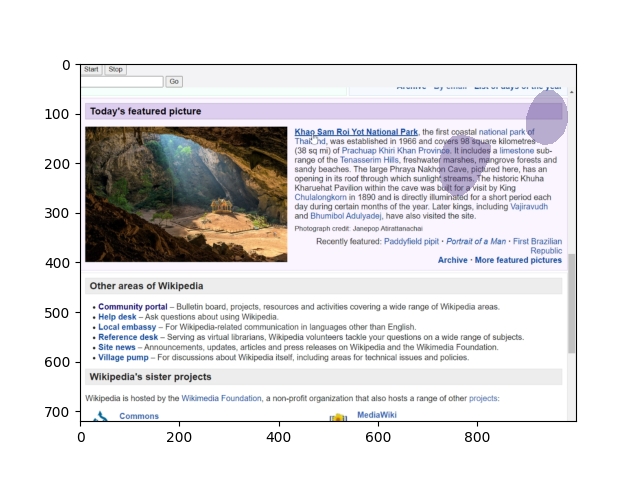 Start Stop
Go
Archive · By email · List of days of the year
Today's featured picture
Khao Sam Roi Yot National Park, the first coastal national park of
Thailand, was established in 1966 and covers 98 square kilometres
(38 sq mi) of Prachuap Khiri Khan Province. It includes a limestone sub-
range of the Tenasserim Hills, freshwater marshes, mangrove forests and
sandy beaches. The large Phraya Nakhon Cave, pictured here, has an
opening in its roof through which sunlight streams. The historic Khuha
Kharuehat Pavilion within the cave was built for a visit by King
Chulalongkorn in 1890 and is directly illuminated for a short period each
day during certain months of the year. Later kings, including Vajiravudh
and Bhumibol Adulyadej, have also visited the site.
Photograph credit: Janepop Atirattanachai
Recently featured: Paddyfield pipit · Portrait of a Man · First Brazilian
Republic
Archive · More featured pictures
Other areas of Wikipedia
• Community portal – Bulletin board, projects, resources and activities covering a wide range of Wikipedia areas.
• Help desk – Ask questions about using Wikipedia.
• Local embassy – For Wikipedia-related communication in languages other than English.
• Reference desk – Serving as virtual librarians, Wikipedia volunteers tackle your questions on a wide range of subjects.
• Site news – Announcements, updates, articles and press releases on Wikipedia and the Wikimedia Foundation.
• Village pump – For discussions about Wikipedia itself, including areas for technical issues and policies.
Wikipedia's sister projects
Wikipedia is hosted by the Wikimedia Foundation, a non-profit organization that also hosts a range of other projects:
Commons MediaWiki
0
100
200
300
400
500
600
700
0 200 400 600 800